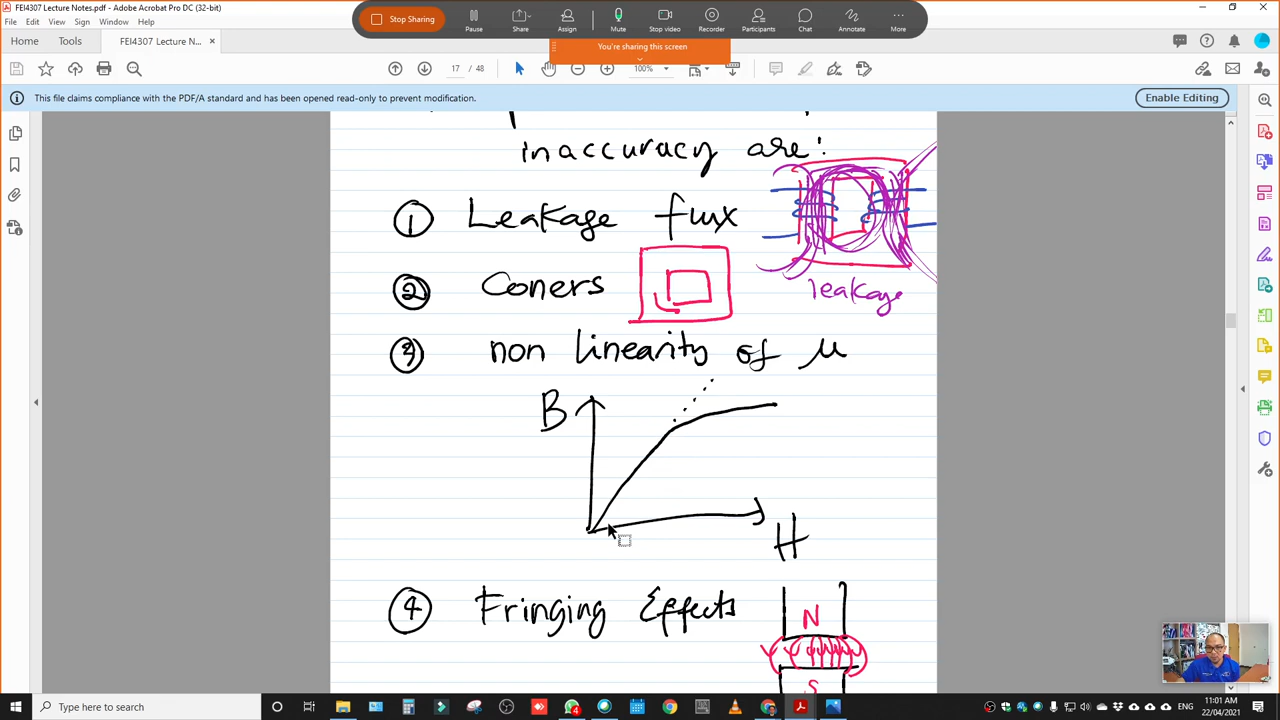 FEI4307 Lecture Notes.pdf - Adobe Acrobat Pro DC (32-bit)
File Edit View Sign Window Help
Stop Sharing
Pause
Share
Assign
Mute
Stop video
Record
Participants
Chat
Annotate
More
You're sharing this screen
Home Tools FEI4307 Lecture N...
17 / 48
100%
This file claims compliance with the PDF/A standard and has been opened read-only to prevent modification.
Enable Editing
inaccuracy are:
① Leakage flux
leakage
② Coners
③ non linearity of μ
B
H
④ Fringing Effects
N
S
Type here to search
4
ENG
11:01 AM
22/04/2021